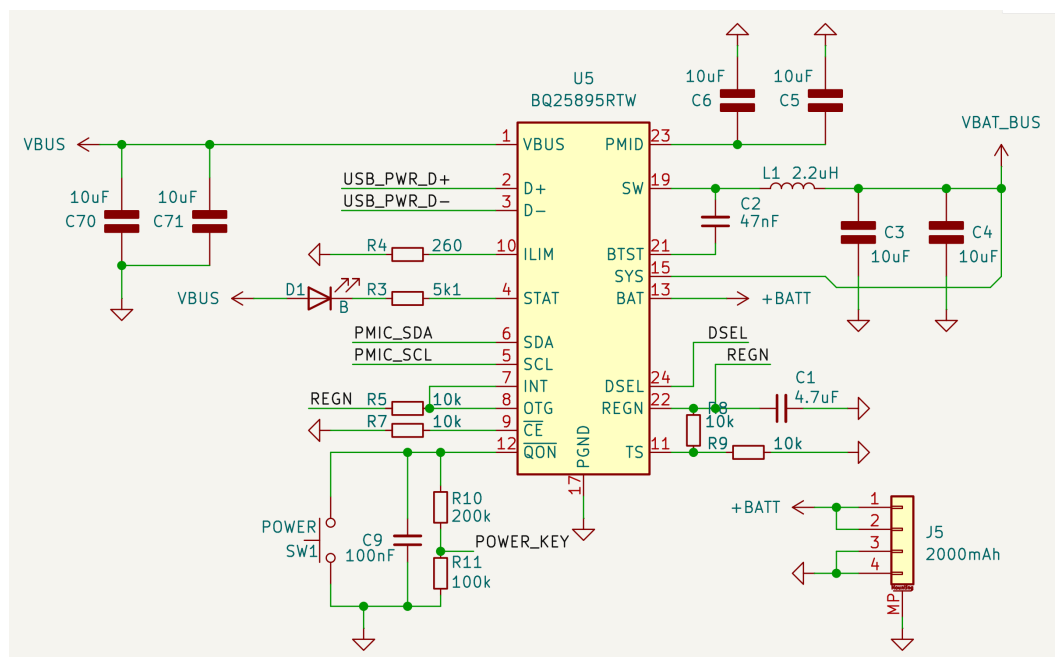 U5
BQ25895RTW
10uF
C6
10uF
C5
VBAT_BUS
VBUS
1
VBUS
PMID
23
USB_PWR_D+
2
D+
SW
19
L1 2.2uH
USB_PWR_D-
3
D-
10uF
C70
10uF
C71
C2
47nF
C3
10uF
C4
10uF
R4
260
10
ILIM
BTST
21
SYS
15
VBUS
D1
B
R3
5k1
4
STAT
BAT
13
+BATT
PMIC_SDA
6
SDA
DSEL
PMIC_SCL
5
SCL
REGN
7
INT
DSEL
24
C1
4.7uF
REGN
R5
10k
8
OTG
REGN
22
R8
10k
R7
10k
9
CE
12
QON
TS
11
R9
10k
PGND
17
POWER
SW1
C9
100nF
R10
200k
POWER_KEY
R11
100k
+BATT
1
2
3
4
J5
2000mAh
Mounting
MP